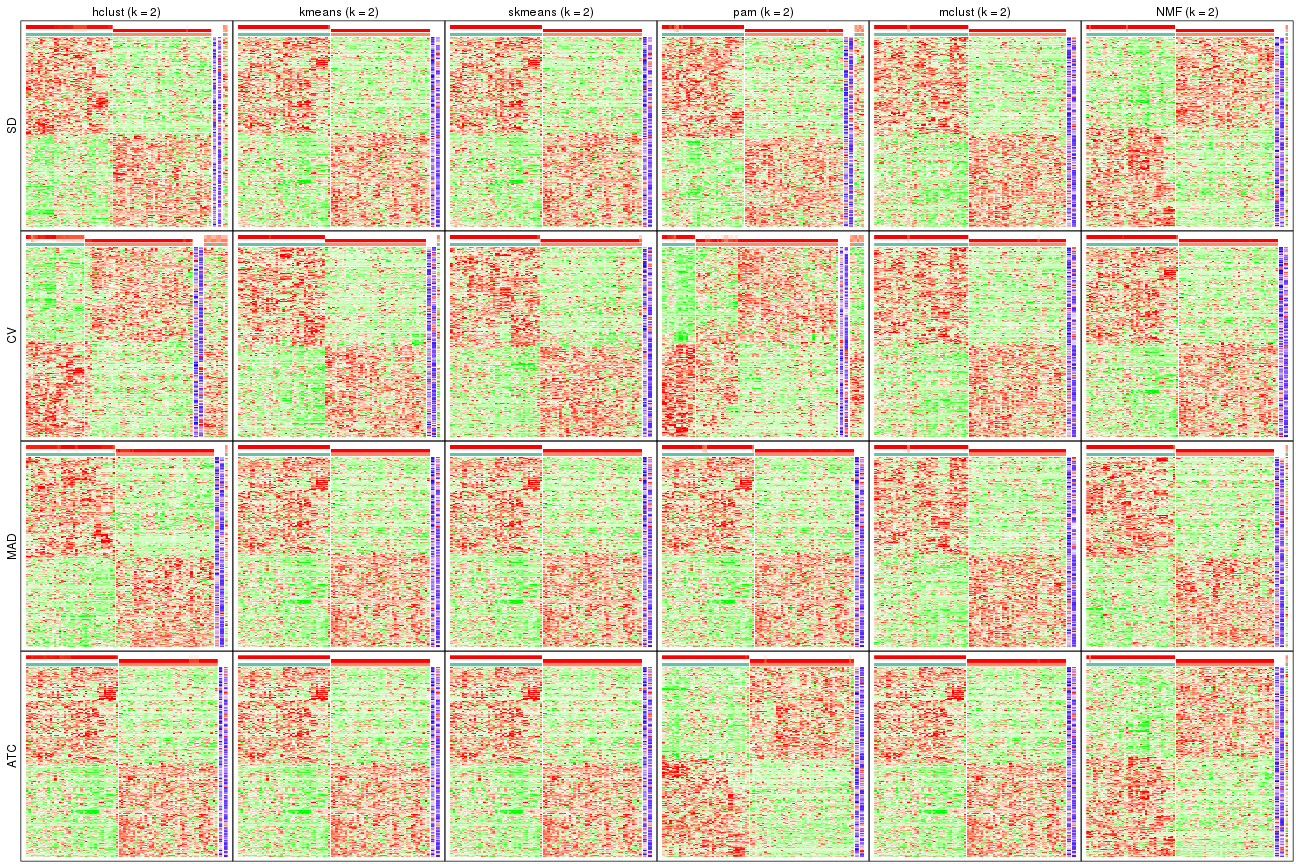 hclust (k = 2) kmeans (k = 2) skmeans (k = 2) pam (k = 2) mclust (k = 2) NMF (k = 2)
SD
CV
MAD
ATC